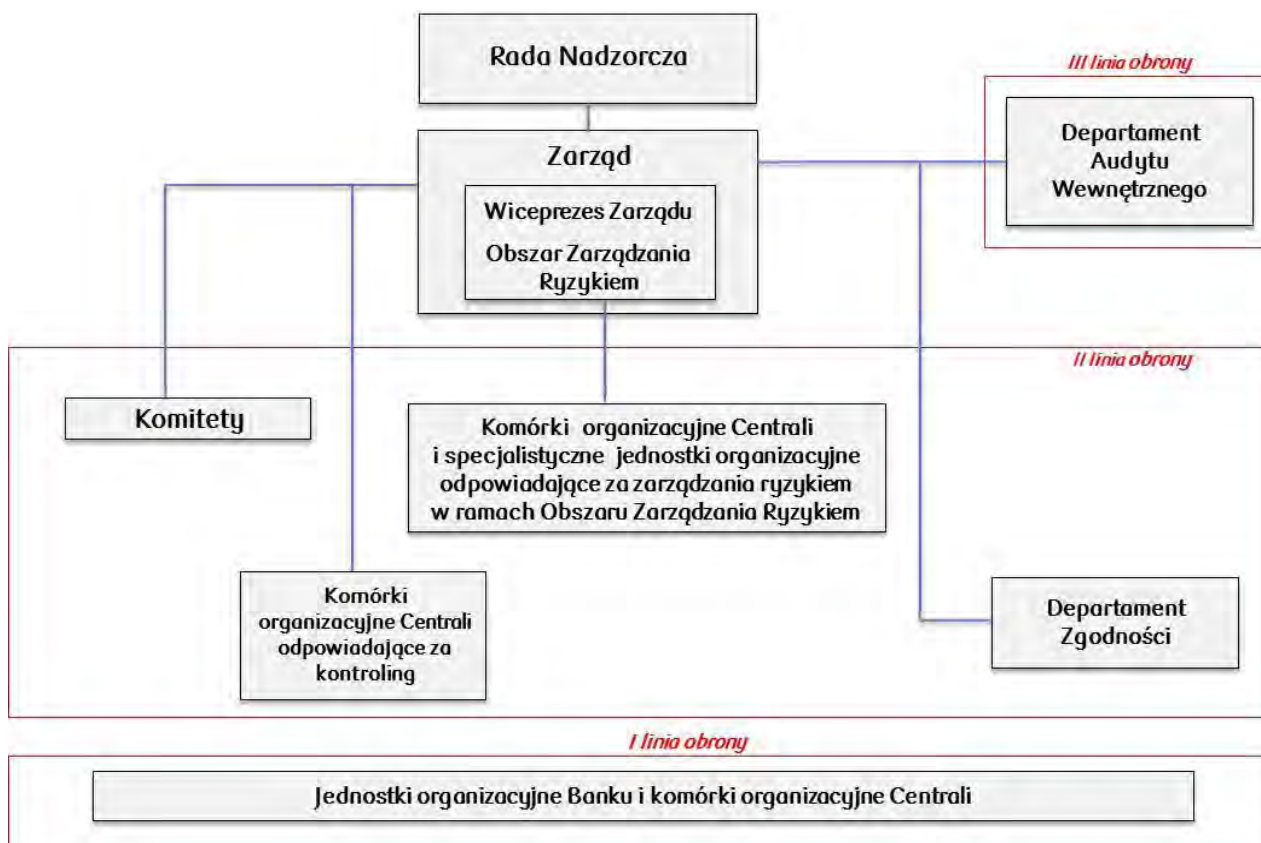 Rada Nadzorcza
III linia obrony
Departament
Audytu
Wewnętrznego
Zarząd
Wiceprezes Zarządu
Obszar Zarządzania
Ryzykiem
II linia obrony
Komitety
Komórki organizacyjne Centrali
i specjalistyczne jednostki organizacyjne
odpowiadające za zarządzania ryzykiem
w ramach Obszaru Zarządzania Ryzykiem
Komórki
organizacyjne Centrali
odpowiadające za
kontroling
Departament
Zgodności
I linia obrony
Jednostki organizacyjne Banku i komórki organizacyjne Centrali